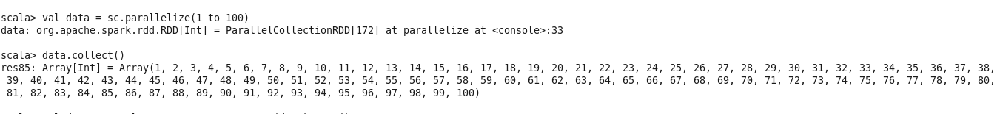 scala> val data = sc.parallelize(1 to 100)
data: org.apache.spark.rdd.RDD[Int] = ParallelCollectionRDD[172] at parallelize at <console>:33
scala> data.collect()
res85: Array[Int] = Array(1, 2, 3, 4, 5, 6, 7, 8, 9, 10, 11, 12, 13, 14, 15, 16, 17, 18, 19, 20, 21, 22, 23, 24, 25, 26, 27, 28, 29, 30, 31, 32, 33, 34, 35, 36, 37, 38,
39, 40, 41, 42, 43, 44, 45, 46, 47, 48, 49, 50, 51, 52, 53, 54, 55, 56, 57, 58, 59, 60, 61, 62, 63, 64, 65, 66, 67, 68, 69, 70, 71, 72, 73, 74, 75, 76, 77, 78, 79, 80,
81, 82, 83, 84, 85, 86, 87, 88, 89, 90, 91, 92, 93, 94, 95, 96, 97, 98, 99, 100)